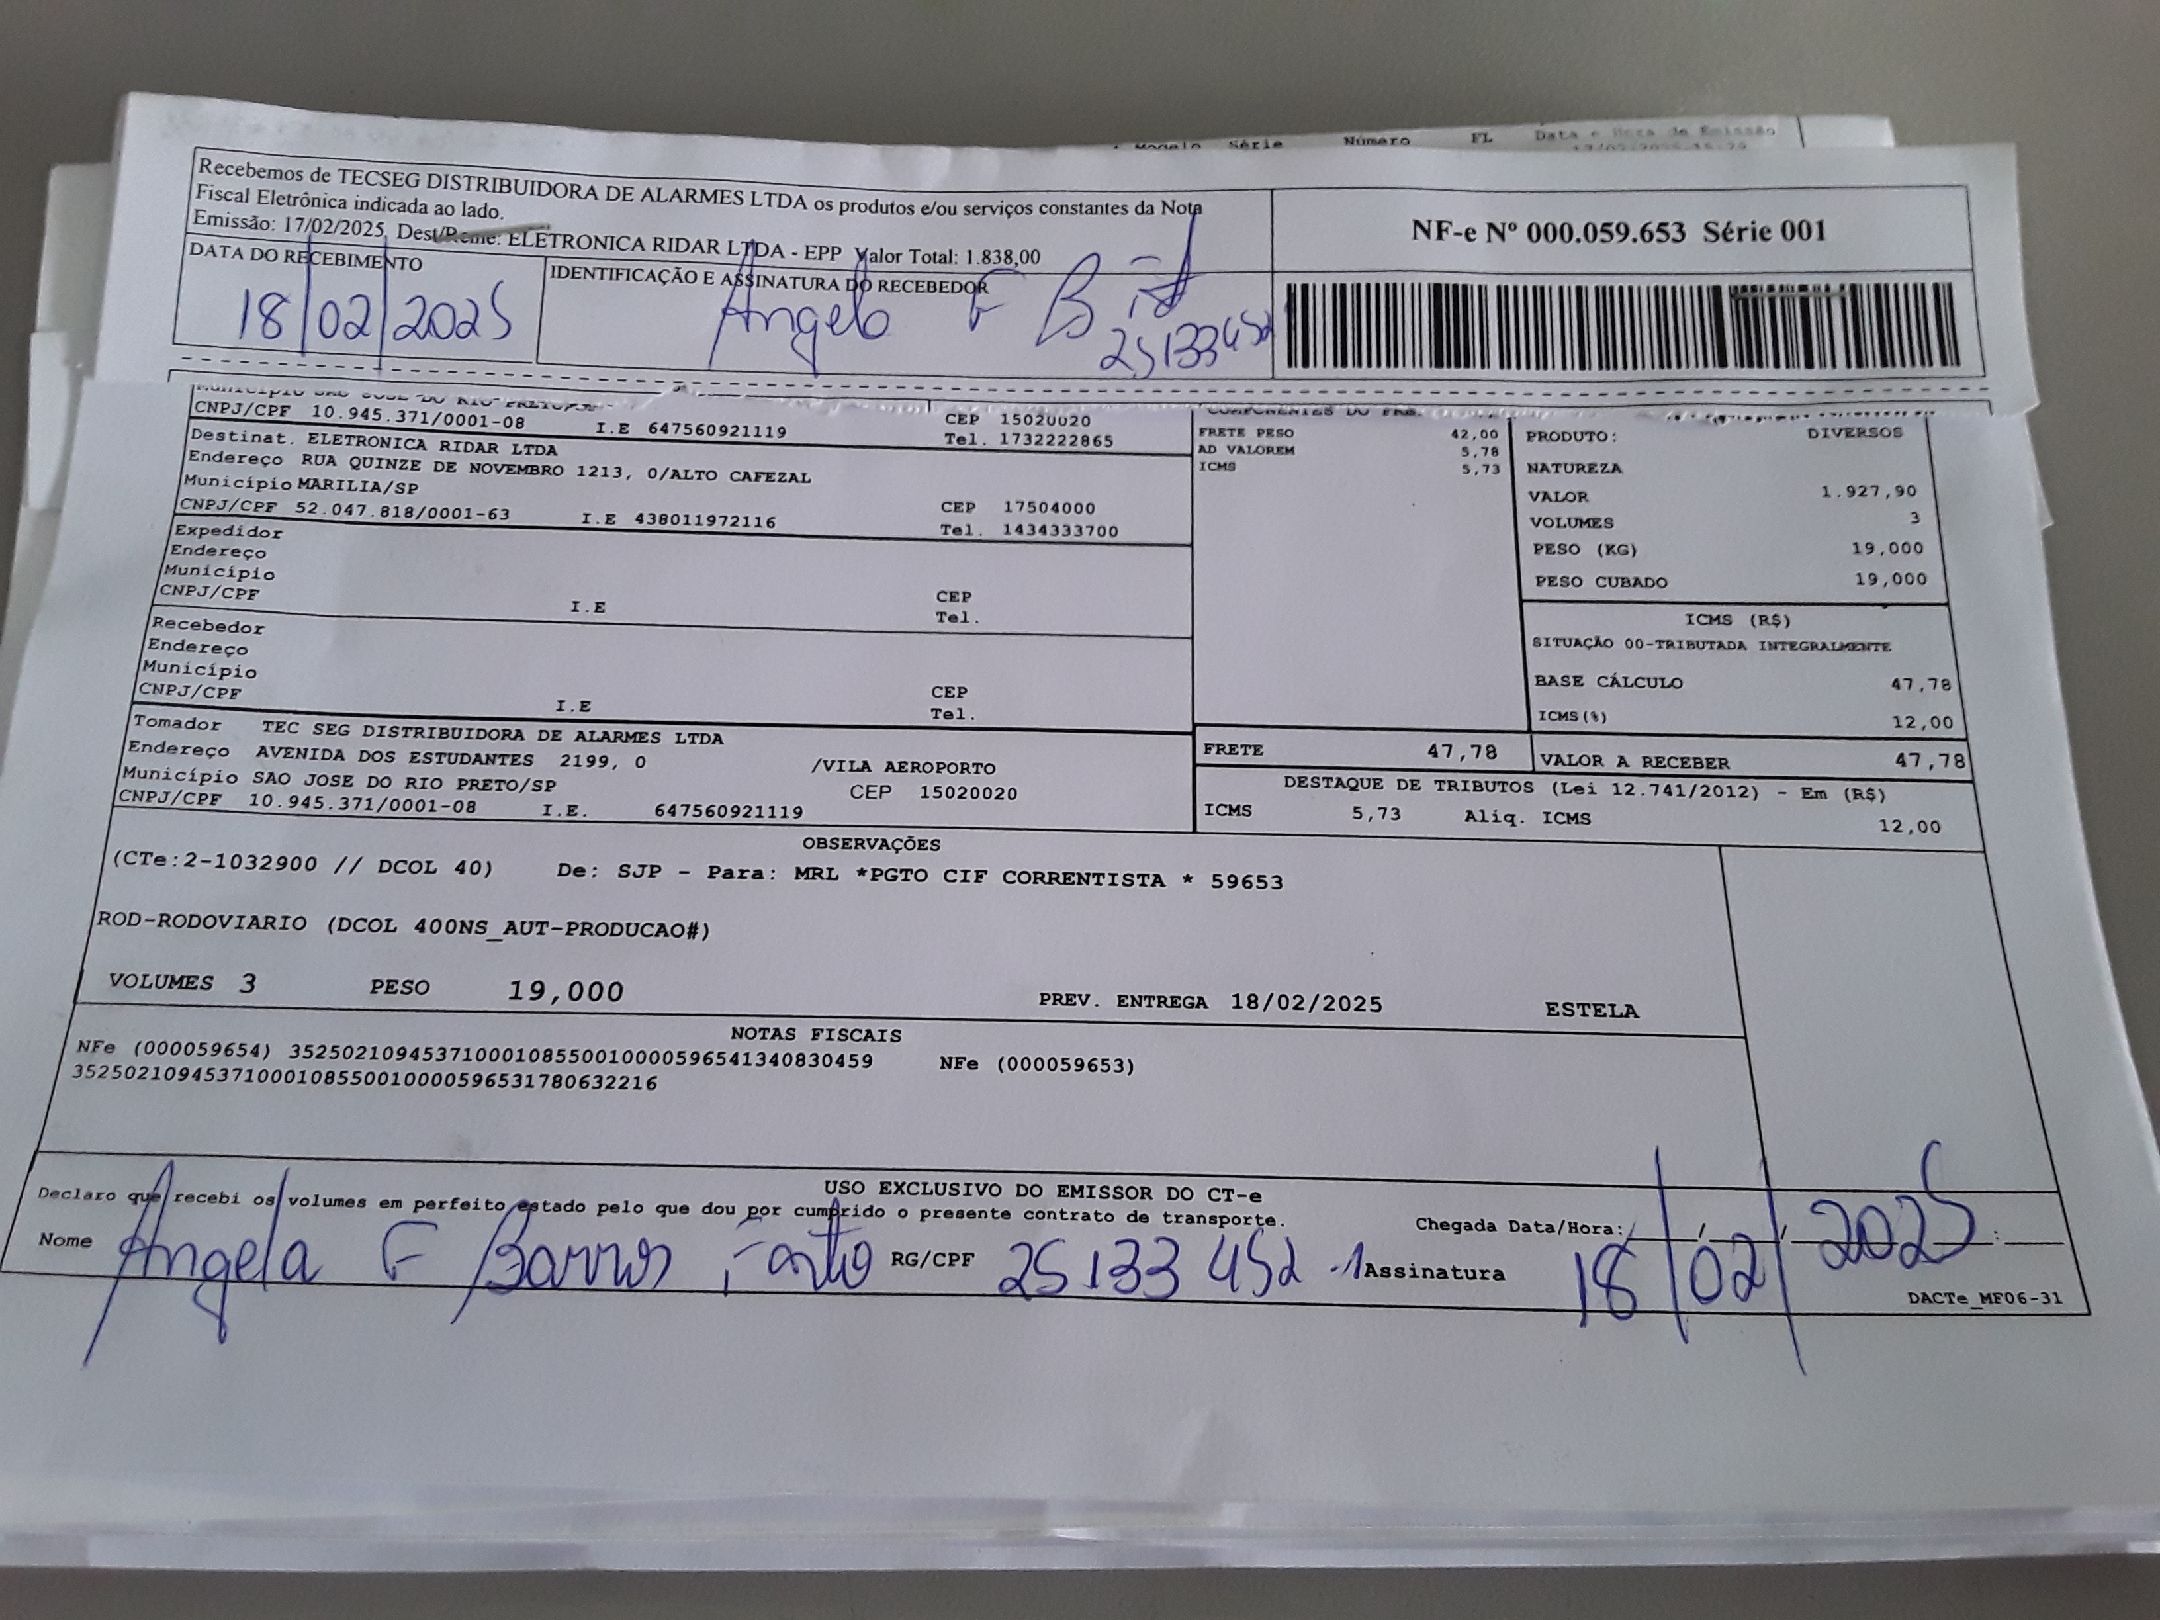 Modelo Série Número FL Data e Hora de Emissão
Recebemos de TECSEG DISTRIBUIDORA DE ALARMES LTDA os produtos e/ou serviços constantes da Nota
Fiscal Eletrônica indicada ao lado.
Emissão: 17/02/2025, Dest/Reme: ELETRONICA RIDAR LTDA - EPP Valor Total: 1.838,00
NF-e Nº 000.059.653 Série 001
DATA DO RECEBIMENTO
IDENTIFICAÇÃO E ASSINATURA DO RECEBEDOR
18/02/2025
Angela F B
25133452
CNPJ/CPF 10.945.371/0001-08 I.E 647560921119
CEP 15020020
Tel. 1732222865
Destinat. ELETRONICA RIDAR LTDA
Endereço RUA QUINZE DE NOVEMBRO 1213, 0/ALTO CAFEZAL
Município MARILIA/SP CEP 17504000
CNPJ/CPF 52.047.818/0001-63 I.E 438011972116 Tel. 1434333700
Expedidor
Endereço
Município CEP
CNPJ/CPF I.E Tel.
Recebedor
Endereço
Município CEP
CNPJ/CPF I.E Tel.
Tomador TEC SEG DISTRIBUIDORA DE ALARMES LTDA
Endereço AVENIDA DOS ESTUDANTES 2199, 0 /VILA AEROPORTO
Município SAO JOSE DO RIO PRETO/SP CEP 15020020
CNPJ/CPF 10.945.371/0001-08 I.E. 647560921119
FRETE PESO 42,00
AD VALOREM 5,78
ICMS 5,73
PRODUTO: DIVERSOS
NATUREZA
VALOR 1.927,90
VOLUMES 3
PESO (KG) 19,000
PESO CUBADO 19,000
ICMS (R$)
SITUAÇÃO 00-TRIBUTADA INTEGRALMENTE
BASE CÁLCULO 47,78
ICMS(%) 12,00
FRETE 47,78 VALOR A RECEBER 47,78
DESTAQUE DE TRIBUTOS (Lei 12.741/2012) - Em (R$)
ICMS 5,73 Aliq. ICMS 12,00
OBSERVAÇÕES
(CTe:2-1032900 // DCOL 40) De: SJP - Para: MRL *PGTO CIF CORRENTISTA * 59653
ROD-RODOVIARIO (DCOL 400NS_AUT-PRODUCAO#)
VOLUMES 3 PESO 19,000 PREV. ENTREGA 18/02/2025 ESTELA
NOTAS FISCAIS
NFe (000059654) 35250210945371000108550010000596541340830459 NFe (000059653)
35250210945371000108550010000596531780632216
USO EXCLUSIVO DO EMISSOR DO CT-e
Declaro que recebi os volumes em perfeito estado pelo que dou por cumprido o presente contrato de transporte.
Chegada Data/Hora: / / :
Nome Angela F Barros RG/CPF 25133452-1 Assinatura 18/02/2025
DACTe_MF06-31